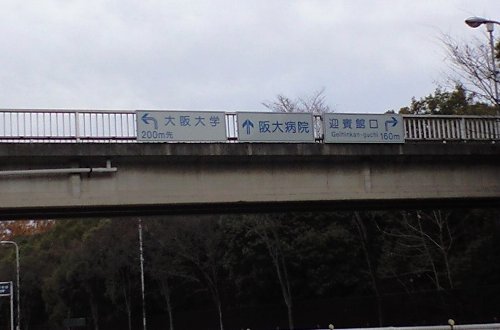 大阪大学
200m先
阪大病院
迎賓館口
Geihinkan-guchi
160m